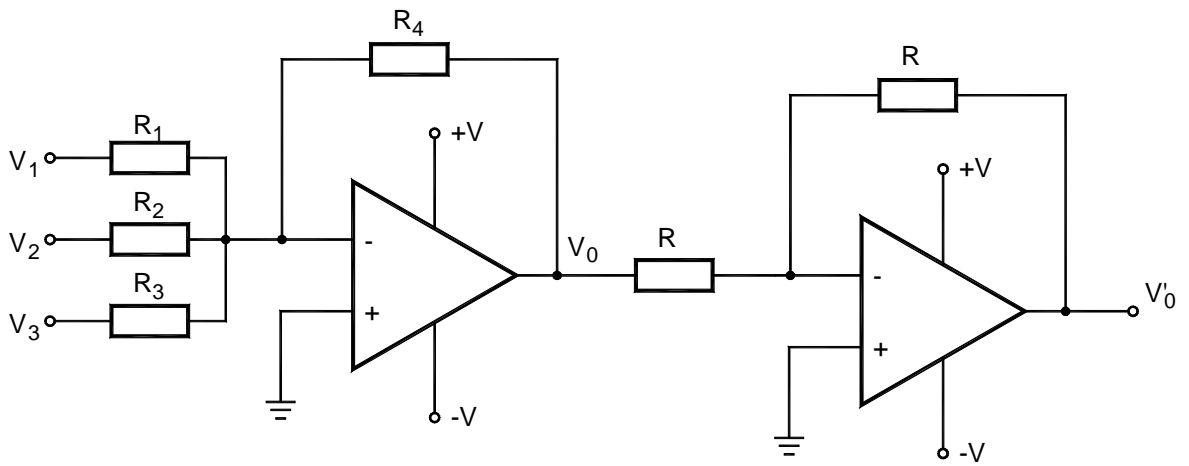 R₄
R
R₁
+V
V₁
+V
R₂
V₂
-
V₀
R
R₃
-
V₃
+
V'₀
+
-V
-V